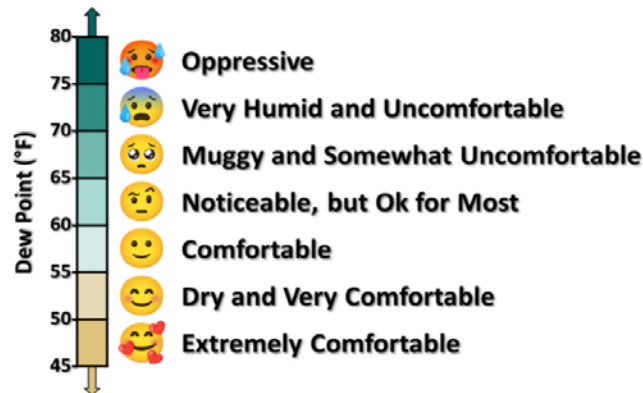 80
Oppressive
75
Very Humid and Uncomfortable
70
Muggy and Somewhat Uncomfortable
65
Noticeable, but Ok for Most
60
Comfortable
55
Dry and Very Comfortable
50
Extremely Comfortable
45
Dew Point (°F)